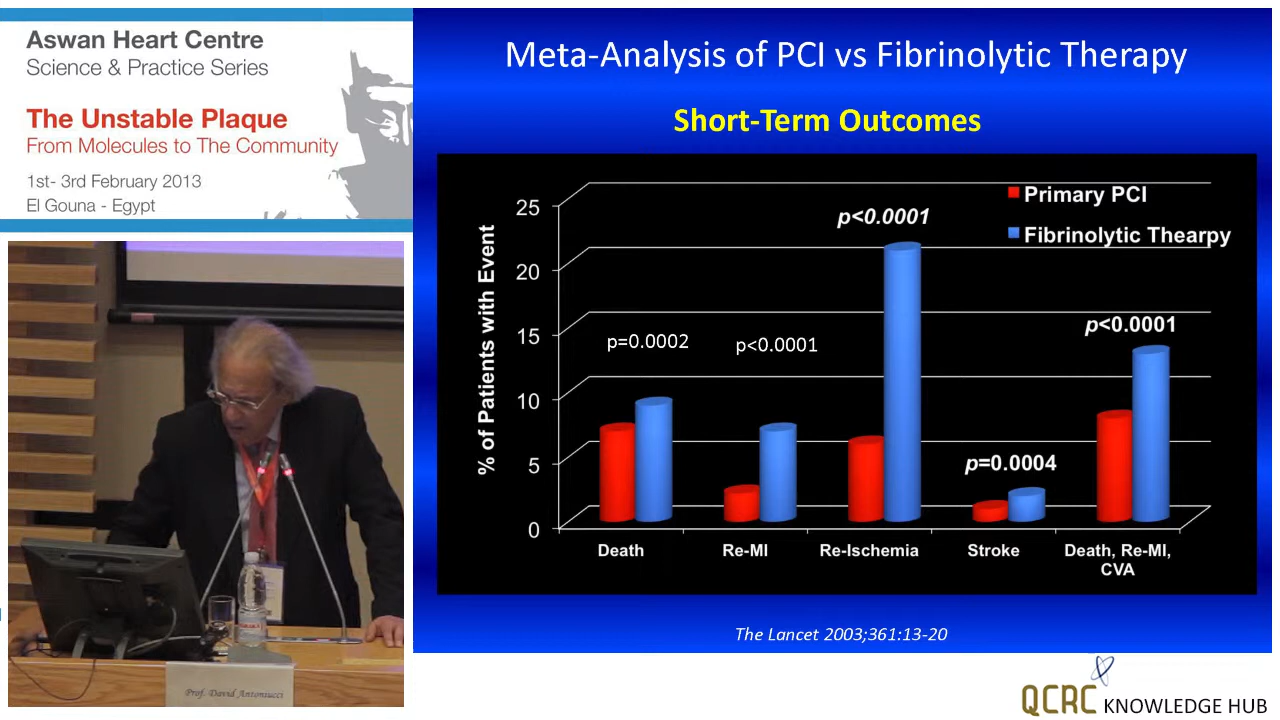 Aswan Heart Centre
Science & Practice Series
The Unstable Plaque
From Molecules to The Community
1st- 3rd February 2013
El Gouna - Egypt
Prof. David Antoniucci
Meta-Analysis of PCI vs Fibrinolytic Therapy
Short-Term Outcomes
% of Patients with Event
25
20
15
10
5
0
Primary PCI
Fibrinolytic Thearpy
p=0.0002
p<0.0001
p<0.0001
p=0.0004
p<0.0001
Death
Re-MI
Re-Ischemia
Stroke
Death, Re-MI,
CVA
The Lancet 2003;361:13-20
QCRC KNOWLEDGE HUB